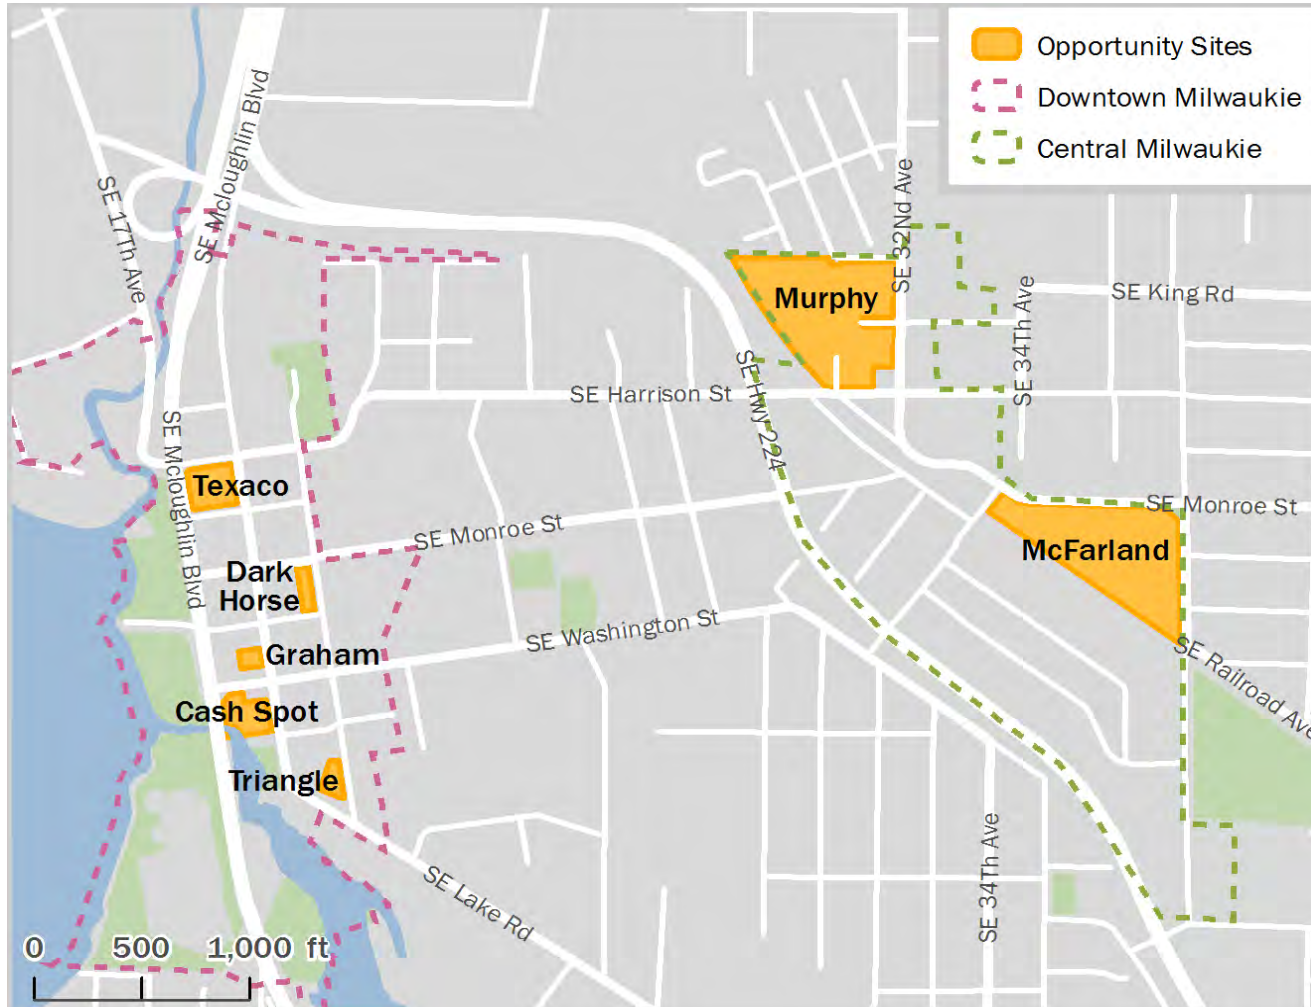 Opportunity Sites
Downtown Milwaukie
Central Milwaukie
SE Mcloughlin Blvd
SE 17Th Ave
SE 32Nd Ave
Murphy
SE King Rd
SE 34Th Ave
SE Hwy 224
SE Harrison St
SE Mcloughlin Blvd
Texaco
SE Monroe St
SE Monroe St
McFarland
Dark
Horse
SE Washington St
Graham
SE Railroad Ave
Cash Spot
Triangle
SE 34Th Ave
SE Lake Rd
0 500 1,000 ft